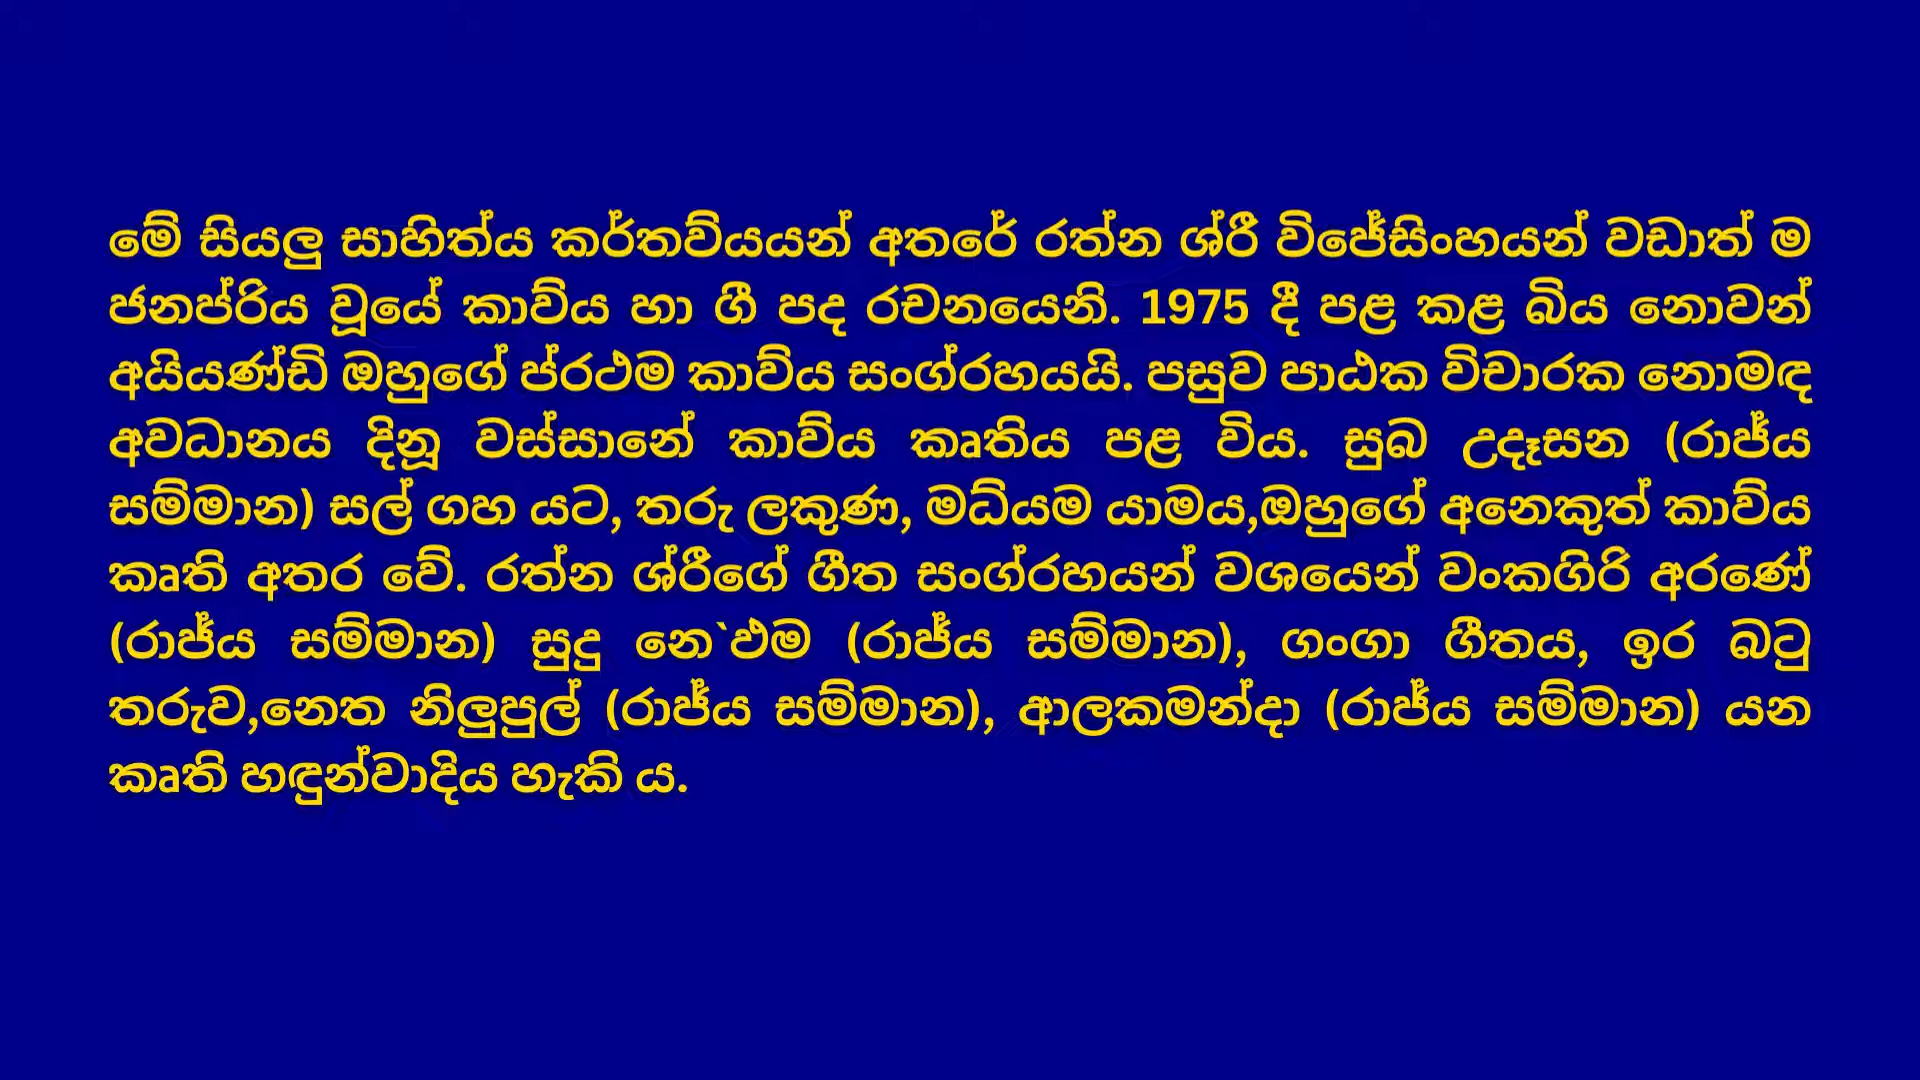 මේ සියලු සාහිත්ය කර්තව්යයන් අතරේ රත්න ශ්රී විජේසිංහයන් වඩාත් ම
ජනප්රිය වූයේ කාව්ය හා ගී පද රචනයෙනි. 1975 දී පළ කළ බිය නොවන්
අයියණ්ඩි ඔහුගේ ප්රථම කාව්ය සංග්රහයයි. පසුව පාඨක විචාරක නොමඳ
අවධානය දිනූ වස්සානේ කාව්ය කෘතිය පළ විය. සුබ උදෑසන (රාජ්ය
සම්මාන) සල් ගහ යට, තරු ලකුණ, මධ්යම යාමය,ඔහුගේ අනෙකුත් කාව්ය
කෘති අතර වේ. රත්න ශ්රීගේ ගීත සංග්රහයන් වශයෙන් වංකගිරි අරණේ
(රාජ්ය සම්මාන) සුදු නෙ`ඵම (රාජ්ය සම්මාන), ගංගා ගීතය, ඉර බටු
තරුව,නෙත නිලුපුල් (රාජ්ය සම්මාන), ආලකමන්දා (රාජ්ය සම්මාන) යන
කෘති හඳුන්වාදිය හැකි ය.